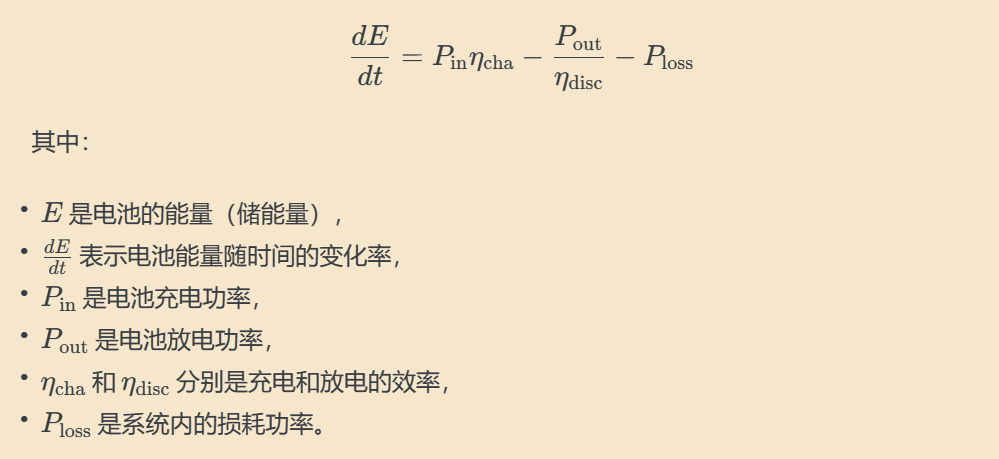 $$\frac{dE}{dt} = P_{\text{in}}\eta_{\text{cha}} - \frac{P_{\text{out}}}{\eta_{\text{disc}}} - P_{\text{loss}}$$
其中：
• $E$ 是电池的能量（储能量），
• $\frac{dE}{dt}$ 表示电池能量随时间的变化率，
• $P_{\text{in}}$ 是电池充电功率，
• $P_{\text{out}}$ 是电池放电功率，
• $\eta_{\text{cha}}$ 和 $\eta_{\text{disc}}$ 分别是充电和放电的效率，
• $P_{\text{loss}}$ 是系统内的损耗功率。